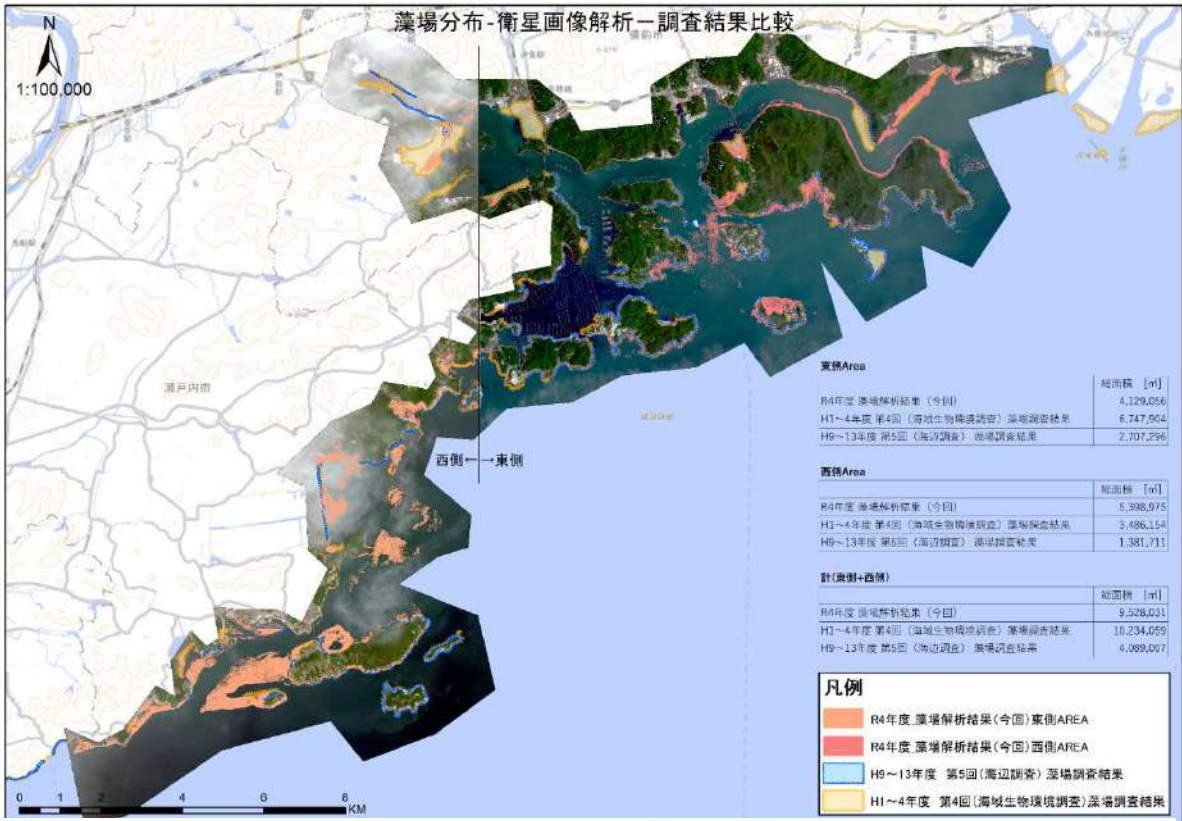 藻場分布-衛星画像解析ー調査結果比較
N
1:100,000
備前市
瀬戸内市
西側←→東側
東側Area
総面積 [㎡]
R4年度 藻場解析結果 (今回) 4,129,056
H1～4年度 第4回 (海域生物環境調査) 藻場調査結果 6,747,904
H9～13年度 第5回 (海辺調査) 藻場調査結果 2,707,296
西側Area
総面積 [㎡]
R4年度 藻場解析結果 (今回) 5,398,975
H1～4年度 第4回 (海域生物環境調査) 藻場調査結果 3,486,154
H9～13年度 第5回 (海辺調査) 藻場調査結果 1,381,711
計(東側+西側)
総面積 [㎡]
R4年度 藻場解析結果 (今回) 9,528,031
H1～4年度 第4回 (海域生物環境調査) 藻場調査結果 10,234,059
H9～13年度 第5回 (海辺調査) 藻場調査結果 4,089,007
凡例
R4年度_藻場解析結果(今回)東側AREA
R4年度_藻場解析結果(今回)西側AREA
H9～13年度 第5回(海辺調査) 藻場調査結果
H1～4年度 第4回(海域生物環境調査)藻場調査結果
0 1 2 4 6 8
KM